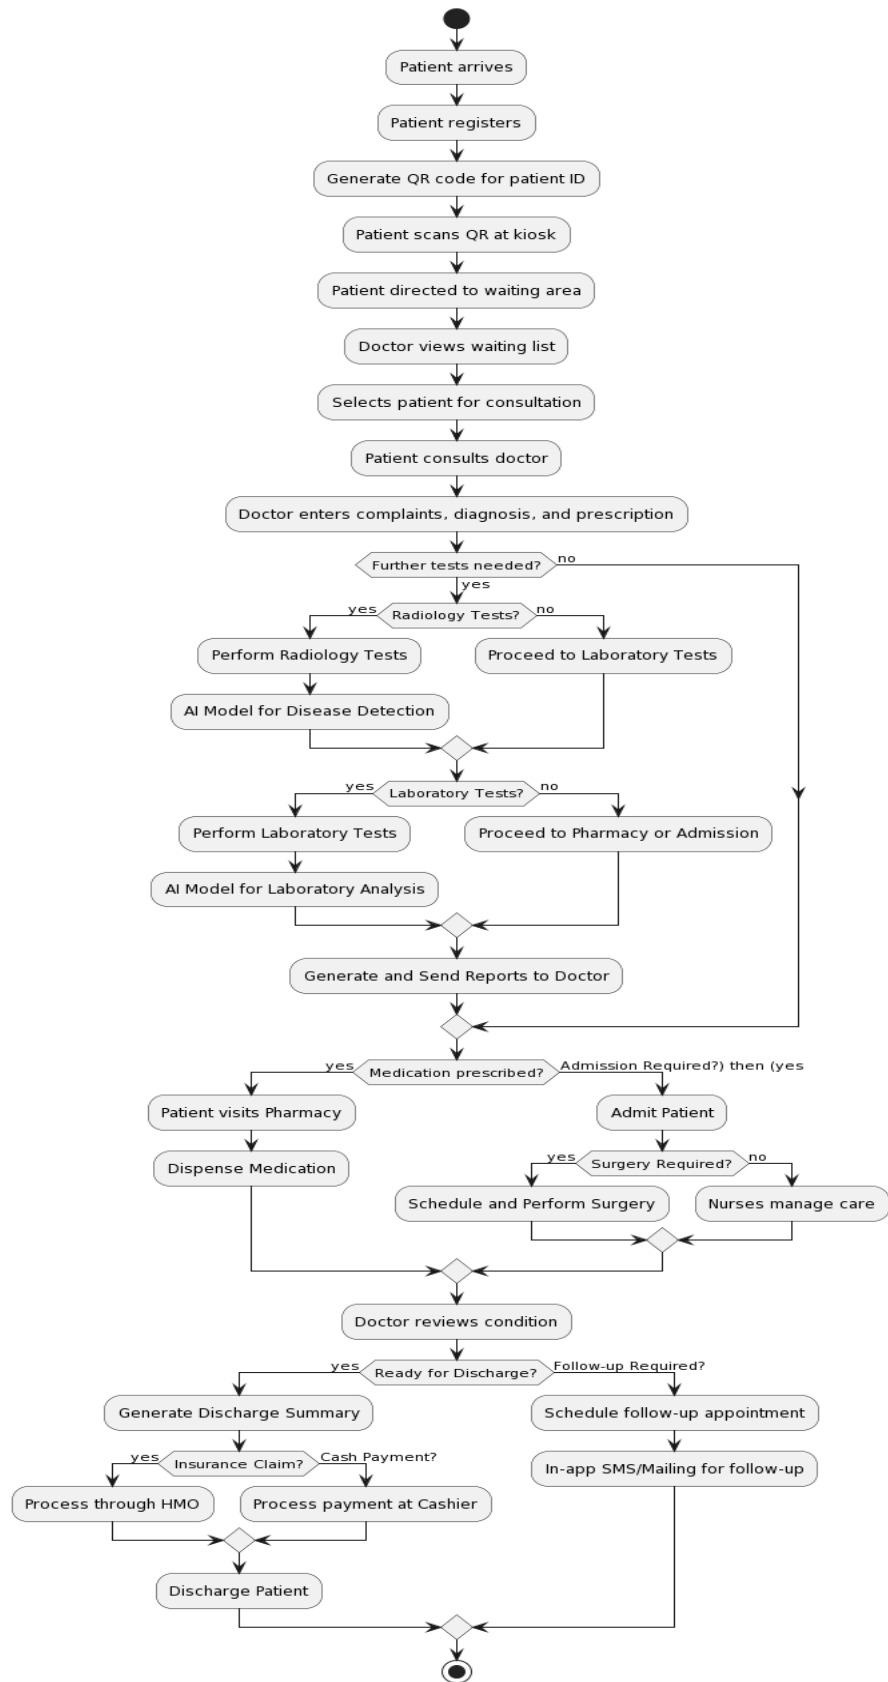 Patient arrives
Patient registers
Generate QR code for patient ID
Patient scans QR at kiosk
Patient directed to waiting area
Doctor views waiting list
Selects patient for consultation
Patient consults doctor
Doctor enters complaints, diagnosis, and prescription
Further tests needed?
no
yes
yes
Radiology Tests?
no
Perform Radiology Tests
Proceed to Laboratory Tests
AI Model for Disease Detection
yes
Laboratory Tests?
no
Perform Laboratory Tests
Proceed to Pharmacy or Admission
AI Model for Laboratory Analysis
Generate and Send Reports to Doctor
yes
Medication prescribed?
Admission Required?) then (yes
Patient visits Pharmacy
Admit Patient
Dispense Medication
yes
Surgery Required?
no
Schedule and Perform Surgery
Nurses manage care
Doctor reviews condition
yes
Ready for Discharge?
Follow-up Required?
Generate Discharge Summary
Schedule follow-up appointment
yes
Insurance Claim?
Cash Payment?
In-app SMS/Mailing for follow-up
Process through HMO
Process payment at Cashier
Discharge Patient